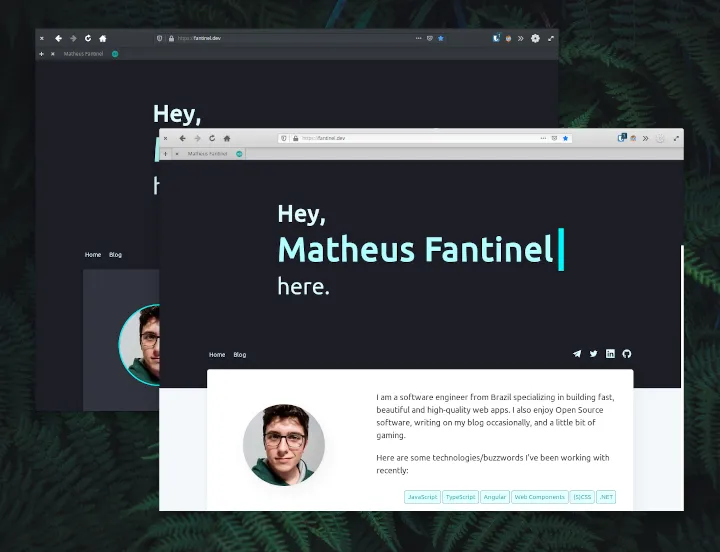 https://fantinel.dev
Matheus Fantinel
Hey,
Home Blog
https://fantinel.dev
Matheus Fantinel
Hey,
Matheus Fantinel
here.
Home Blog
I am a software engineer from Brazil specializing in building fast,
beautiful and high-quality web apps. I also enjoy Open Source
software, writing on my blog occasionally, and a little bit of
gaming.
Here are some technologies/buzzwords I've been working with
recently:
JavaScript TypeScript Angular Web Components (S)CSS .NET